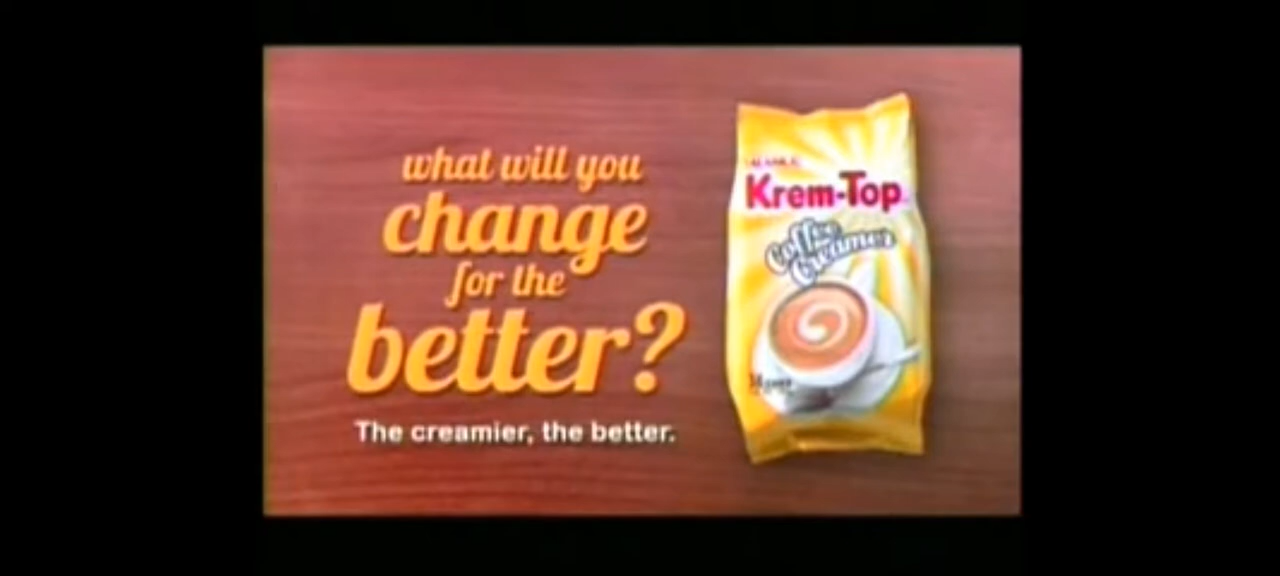 what will you
change
for the
better?
The creamier, the better.
Krem-Top
Coffee
Creamer